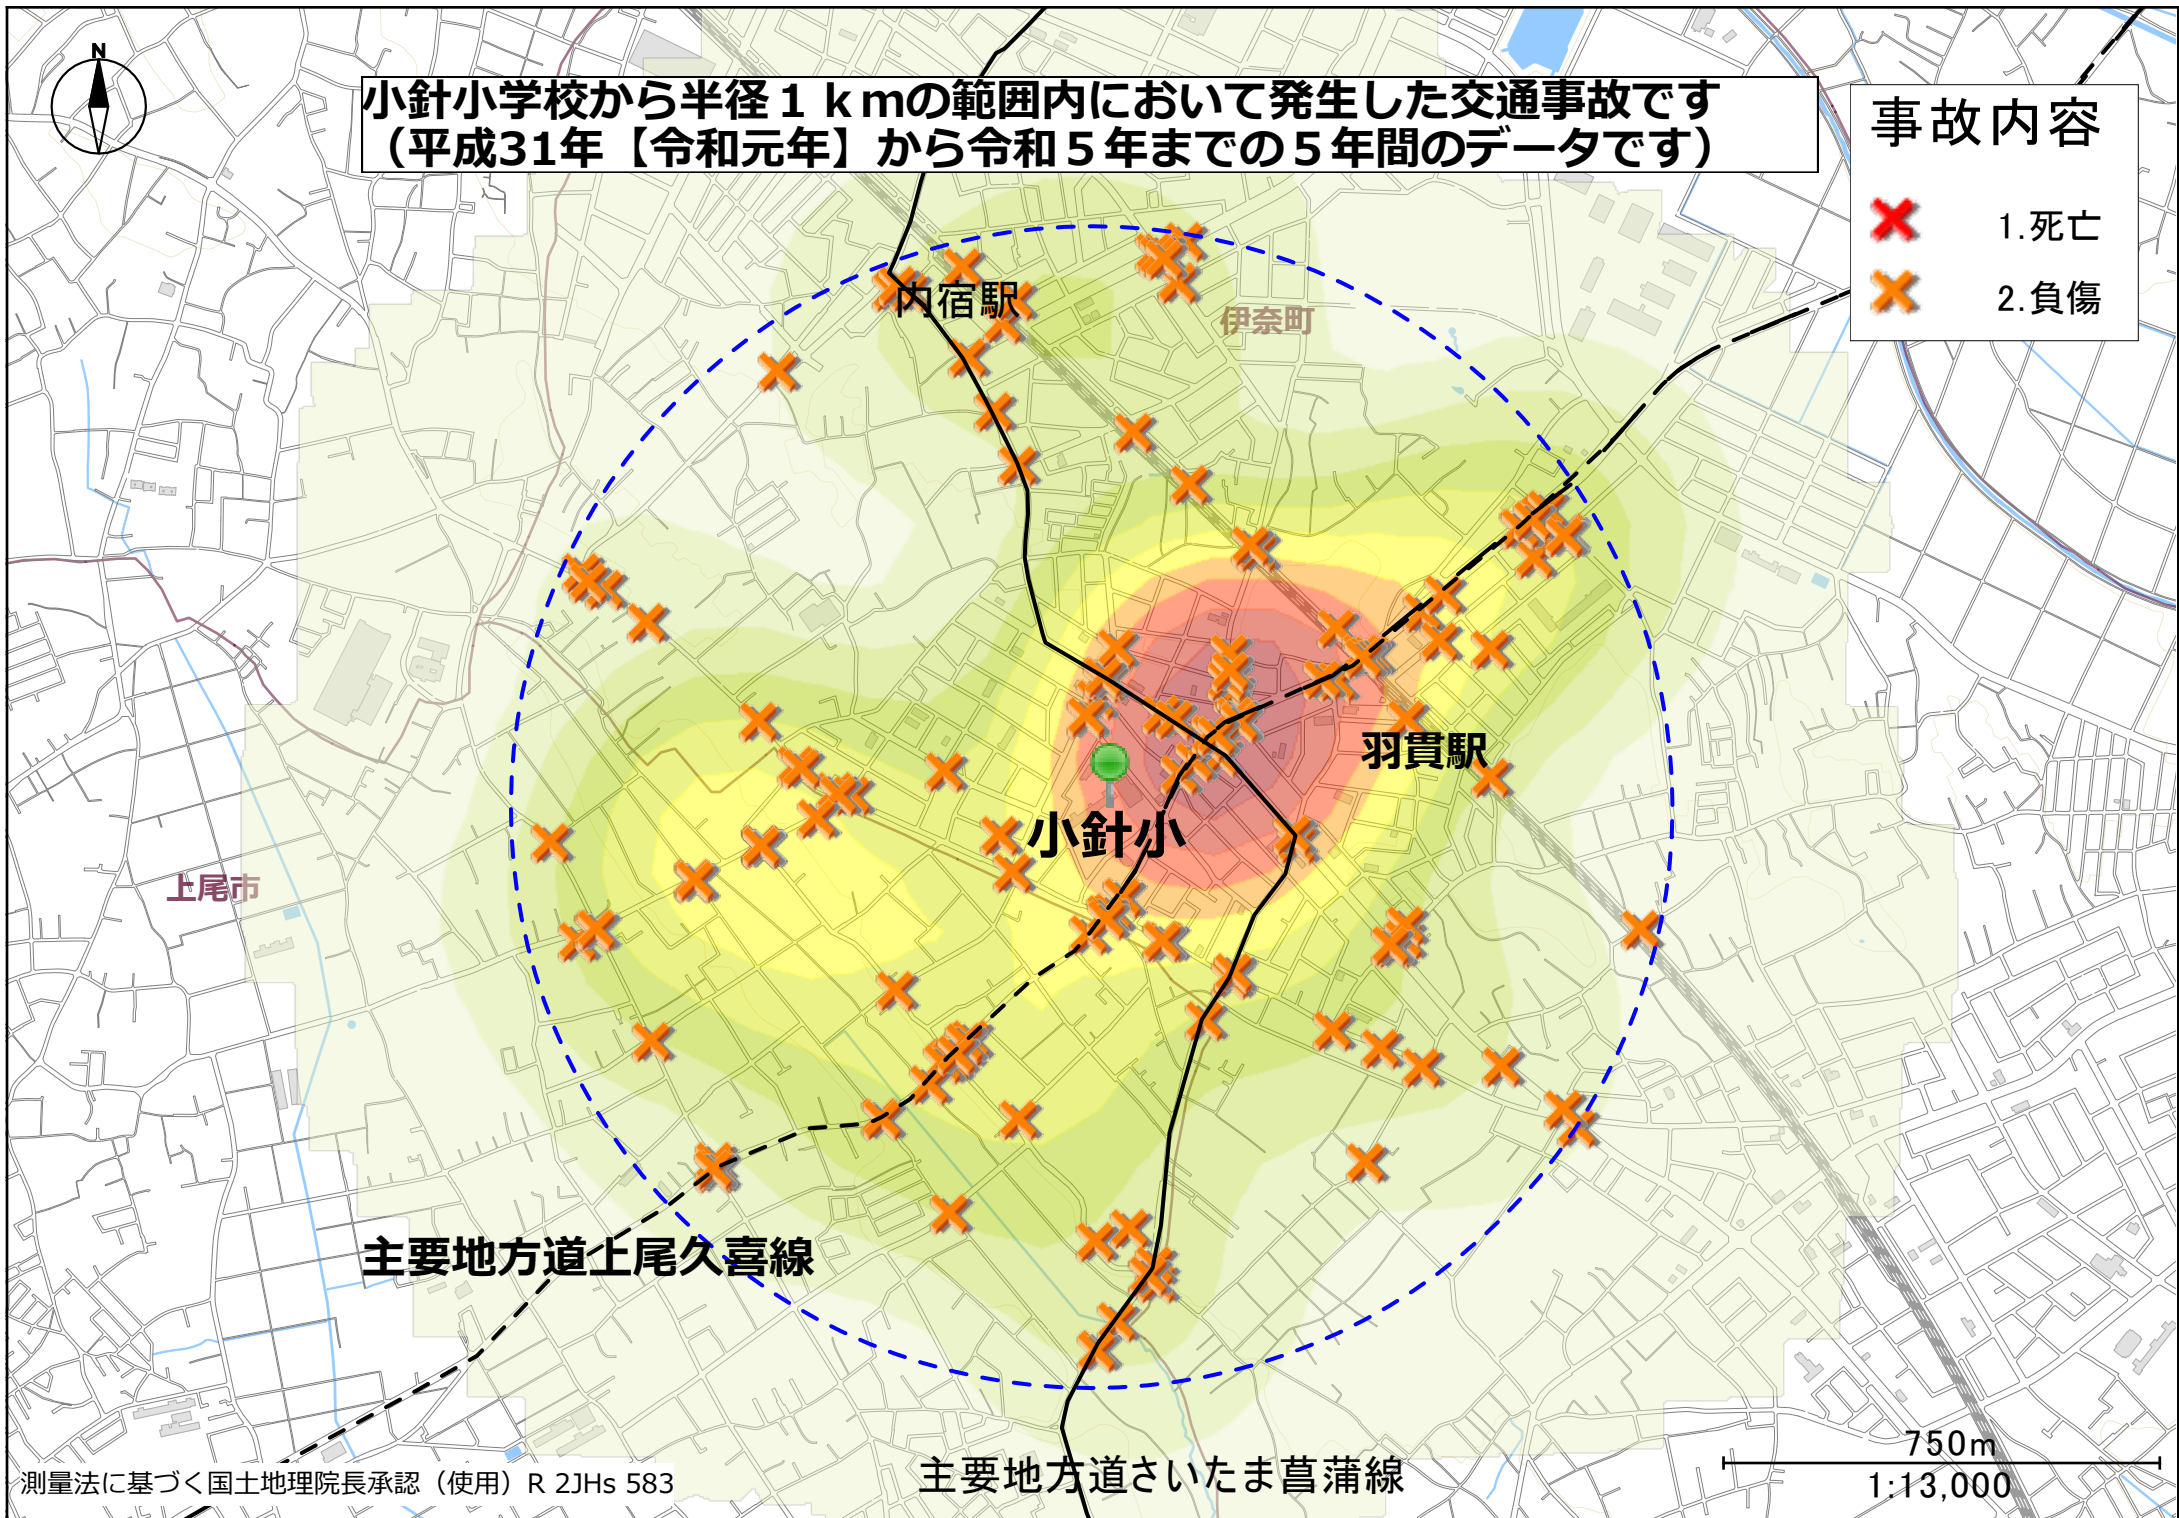 N
小針小学校から半径１ｋｍの範囲内において発生した交通事故です
（平成31年【令和元年】から令和５年までの５年間のデータです）
事故内容
1.死亡
2.負傷
内宿駅
伊奈町
羽貫駅
小針小
上尾市
主要地方道上尾久喜線
主要地方道さいたま菖蒲線
750m
1:13,000
測量法に基づく国土地理院長承認（使用）R 2JHs 583